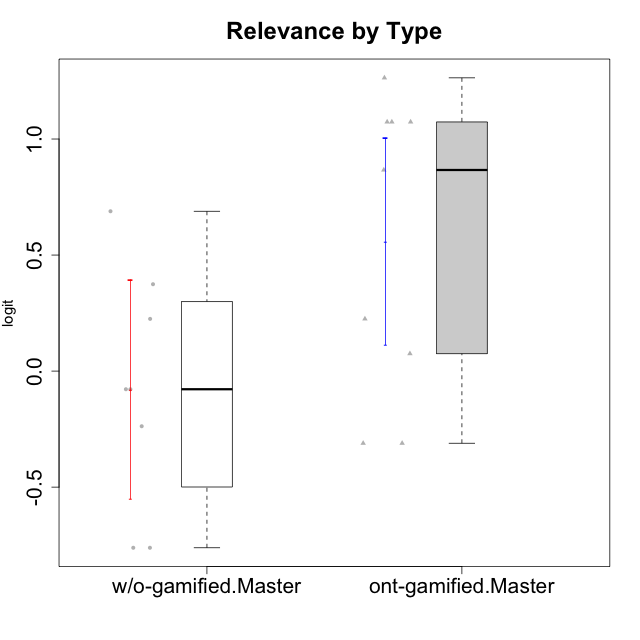 Relevance by Type
logit
1.0
0.5
0.0
-0.5
w/o-gamified.Master
ont-gamified.Master